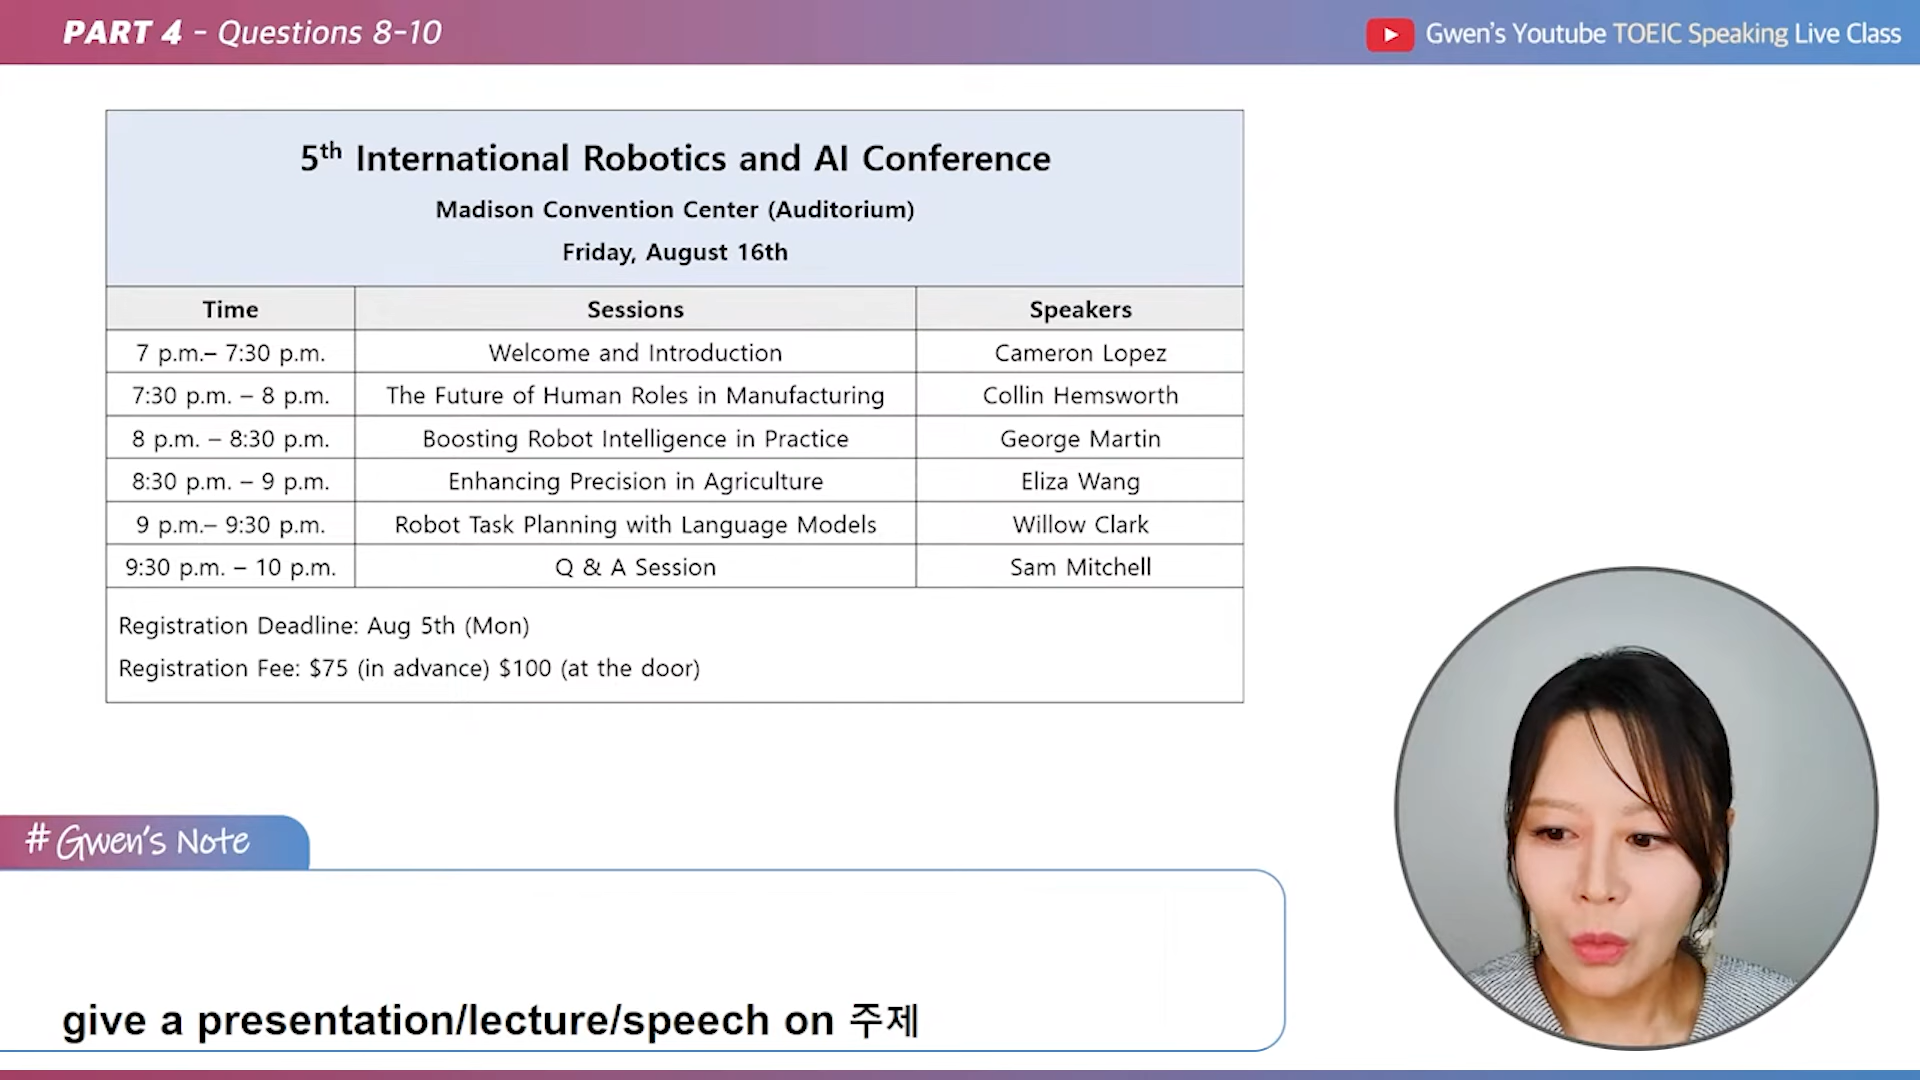 PART 4 - Questions 8-10
Gwen's Youtube TOEIC Speaking Live Class
5th International Robotics and AI Conference
Madison Convention Center (Auditorium)
Friday, August 16th
Time Sessions Speakers
7 p.m.– 7:30 p.m. Welcome and Introduction Cameron Lopez
7:30 p.m. – 8 p.m. The Future of Human Roles in Manufacturing Collin Hemsworth
8 p.m. – 8:30 p.m. Boosting Robot Intelligence in Practice George Martin
8:30 p.m. – 9 p.m. Enhancing Precision in Agriculture Eliza Wang
9 p.m.– 9:30 p.m. Robot Task Planning with Language Models Willow Clark
9:30 p.m. – 10 p.m. Q & A Session Sam Mitchell
Registration Deadline: Aug 5th (Mon)
Registration Fee: $75 (in advance) $100 (at the door)
# Gwen's Note
give a presentation/lecture/speech on 주제